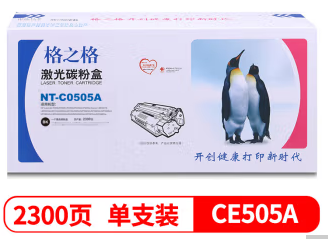 格之格
激光碳粉盒
LASER TONER CARTRIDGE
NT-C0505A
开创健康打印新时代
2300页 单支装 CE505A